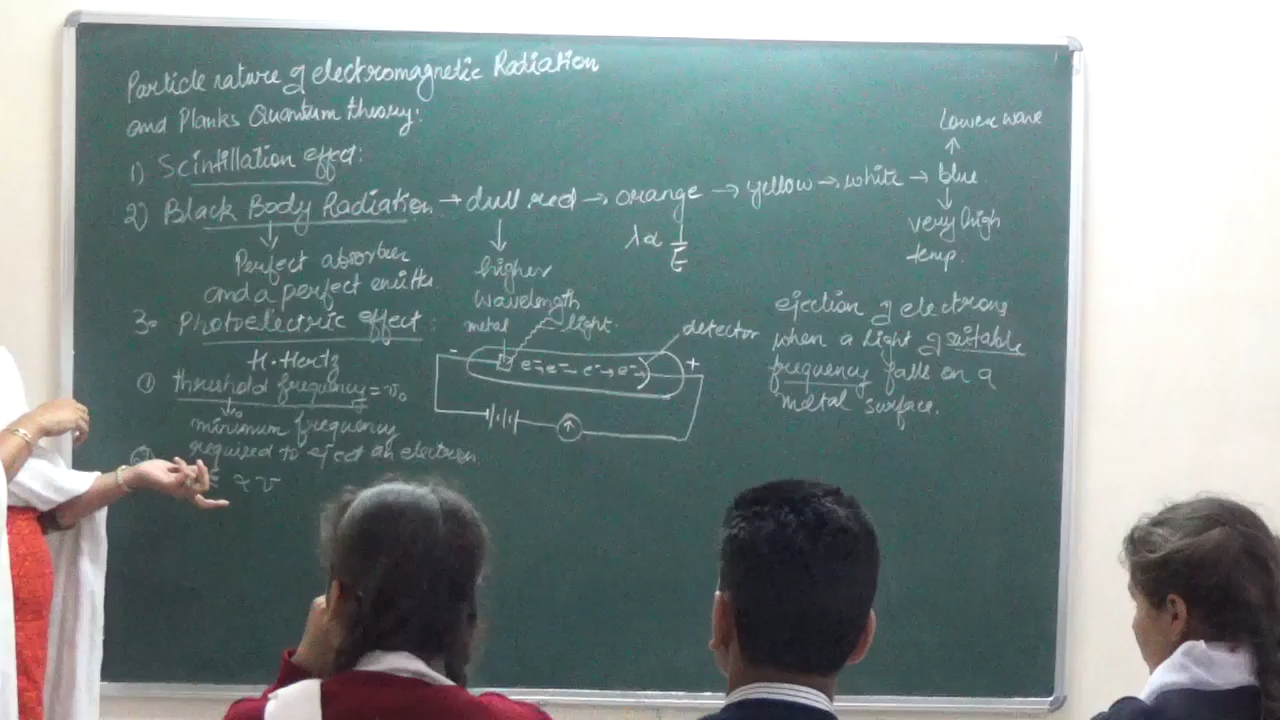 Particle nature of electromagnetic Radiation
and Planks Quantum theory:
1) Scintillation effect:
2) Black Body Radiation → dull red → orange → yellow → white → blue
↑
Lower wave
↓
very high
temp.
↓
Perfect absorber
and a perfect emitter
↓
higher
wavelength
λ ∝ 1/E
3. Photoelectric effect:
H. Hertz
① threshold frequency = ν₀
↓
minimum frequency
required to eject an electron
∝ ν
metal
light
detector
- +
e⁻ e⁻ e⁻ → e⁻
ejection of electrons
when a light of suitable
frequency falls on a
metal surface.